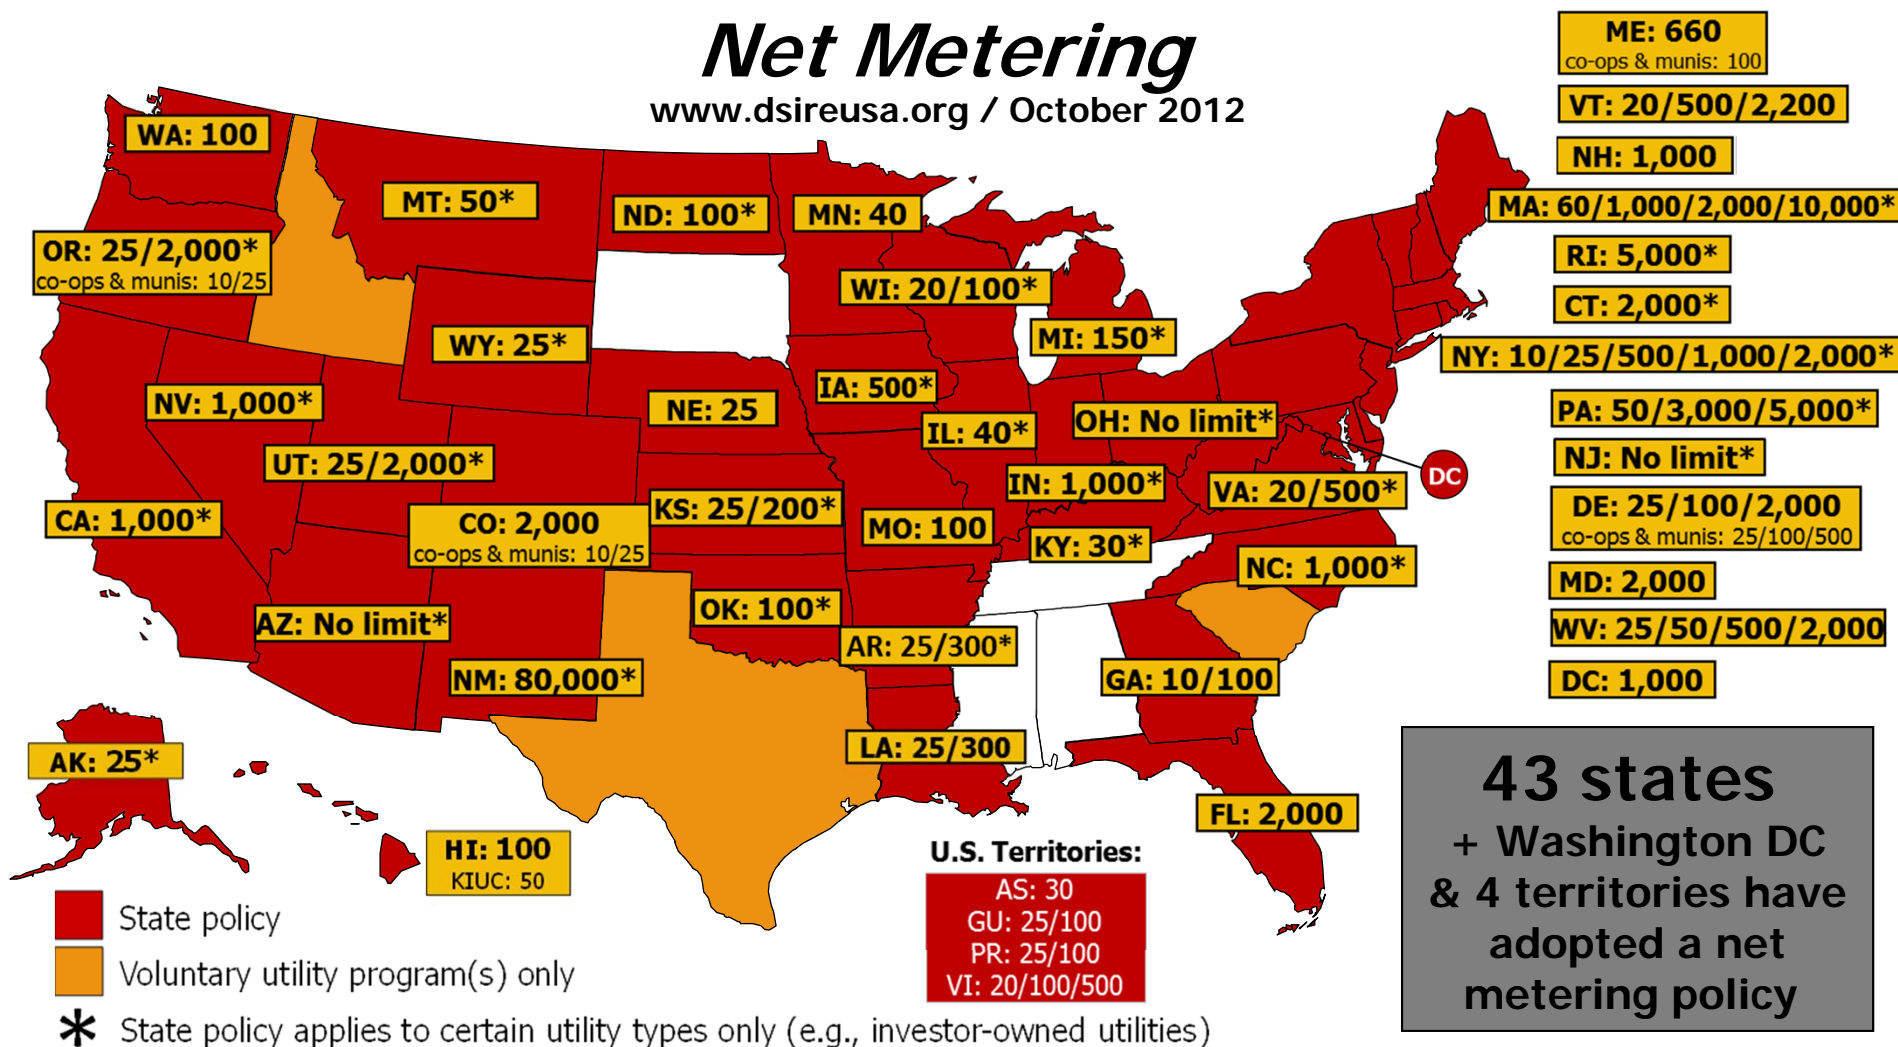 Net Metering
www.dsireusa.org / October 2012
ME: 660
co-ops & munis: 100
VT: 20/500/2,200
NH: 1,000
MA: 60/1,000/2,000/10,000*
RI: 5,000*
CT: 2,000*
NY: 10/25/500/1,000/2,000*
PA: 50/3,000/5,000*
NJ: No limit*
DE: 25/100/2,000
co-ops & munis: 25/100/500
MD: 2,000
WV: 25/50/500/2,000
DC: 1,000
WA: 100
MT: 50*
ND: 100*
MN: 40
OR: 25/2,000*
co-ops & munis: 10/25
WI: 20/100*
WY: 25*
MI: 150*
NV: 1,000*
NE: 25
IA: 500*
IL: 40*
OH: No limit*
UT: 25/2,000*
IN: 1,000*
VA: 20/500*
DC
CA: 1,000*
CO: 2,000
co-ops & munis: 10/25
KS: 25/200*
MO: 100
KY: 30*
NC: 1,000*
AZ: No limit*
OK: 100*
AR: 25/300*
NM: 80,000*
GA: 10/100
LA: 25/300
AK: 25*
FL: 2,000
HI: 100
KIUC: 50
U.S. Territories:
AS: 30
GU: 25/100
PR: 25/100
VI: 20/100/500
43 states
+ Washington DC
& 4 territories have
adopted a net
metering policy
State policy
Voluntary utility program(s) only
* State policy applies to certain utility types only (e.g., investor-owned utilities)